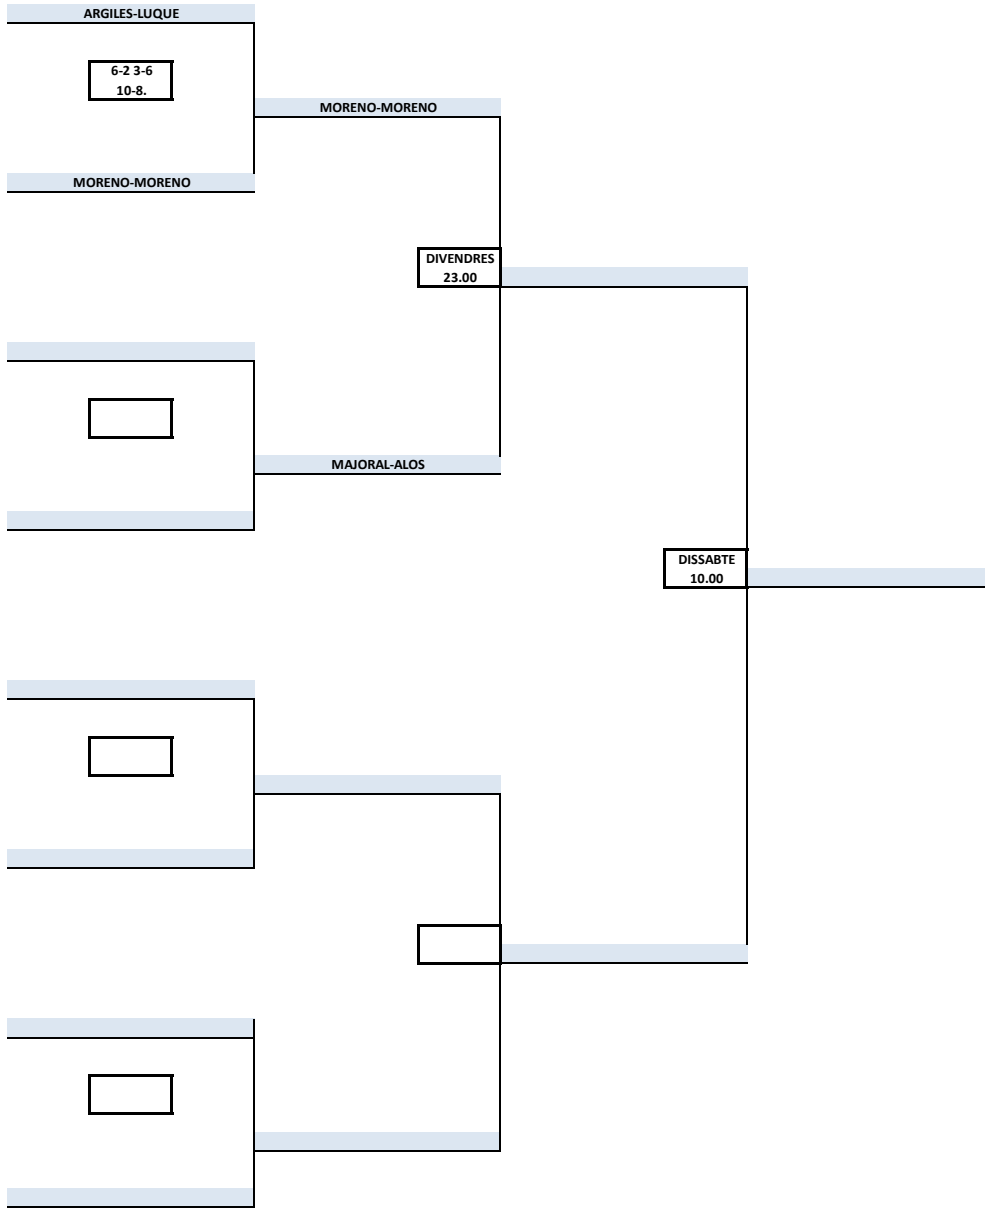 ARGILES-LUQUE
6-2 3-6
10-8.
MORENO-MORENO
MORENO-MORENO
DIVENDRES
23.00
MAJORAL-ALOS
DISSABTE
10.00